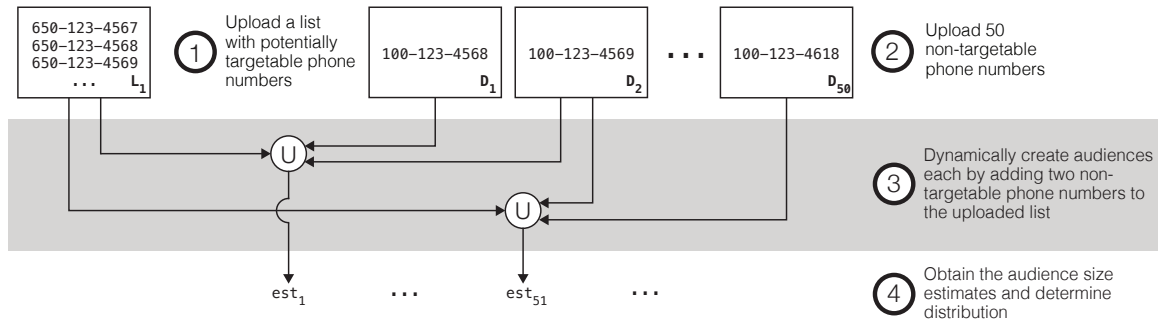 650-123-4567
650-123-4568
650-123-4569
... L1
1
Upload a list
with potentially
targetable phone
numbers
100-123-4568
D1
100-123-4569
D2
...
100-123-4618
D50
2
Upload 50
non-targetable
phone numbers
U
U
3
Dynamically create audiences
each by adding two non-
targetable phone numbers to
the uploaded list
est1
...
est51
...
4
Obtain the audience size
estimates and determine
distribution